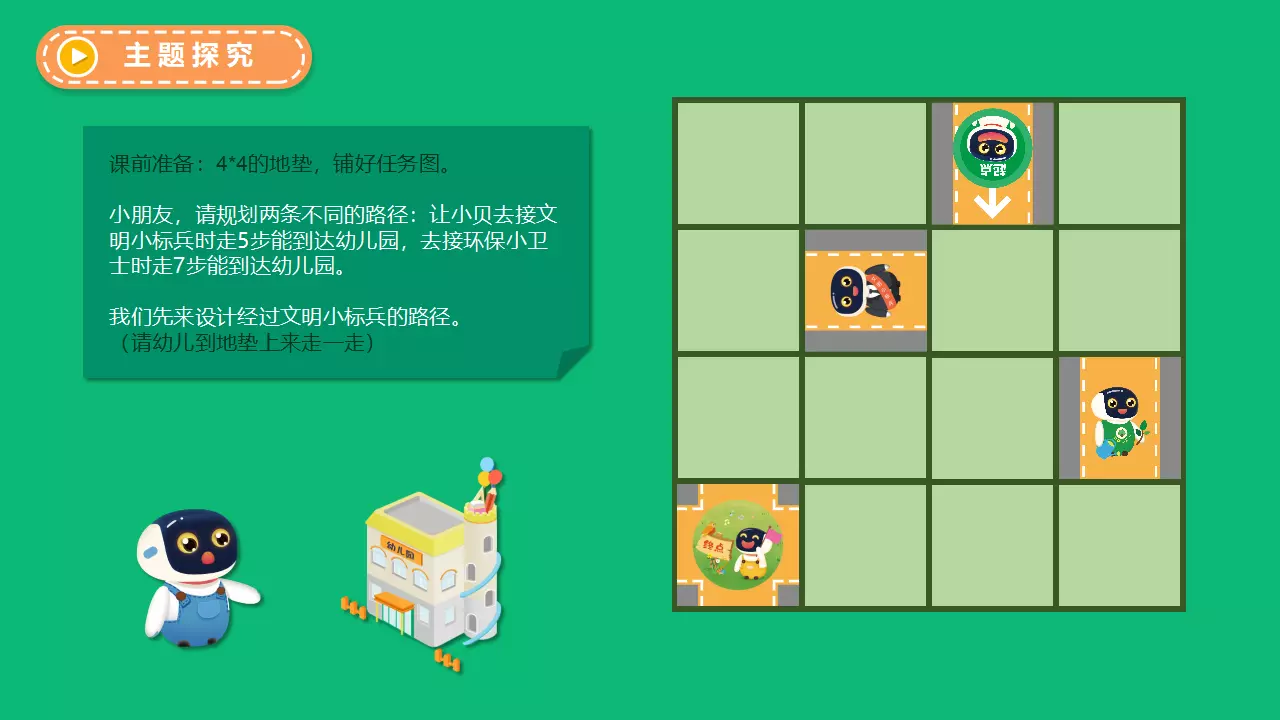 主题探究
课前准备：4*4的地垫，铺好任务图。
小朋友，请规划两条不同的路径：让小贝去接文
明小标兵时走5步能到达幼儿园，去接环保小卫
士时走7步能到达幼儿园。
我们先来设计经过文明小标兵的路径。
（请幼儿到地垫上来走一走）
起点
终点
幼儿园